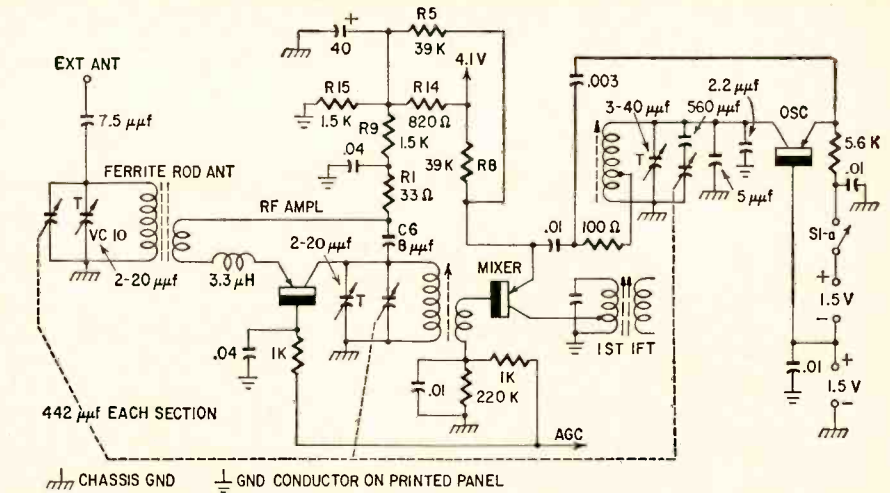 EXT ANT
7.5 µµf
FERRITE ROD ANT
T
VC 10
2-20 µµf
3.3 µH
.04
1K
442 µµf EACH SECTION
CHASSIS GND
GND CONDUCTOR ON PRINTED PANEL
+
40
R5
39 K
R15
1.5 K
R14
820 Ω
4.1 V
R9
1.5 K
.04
R1
33 Ω
39 K
R8
RF AMPL
C6
8 µµf
2-20 µµf
T
MIXER
.01
1K
220 K
AGC
.01
100 Ω
1ST IFT
.003
3-40 µµf
T
560 µµf
2.2 µµf
5 µµf
OSC
5.6 K
.01
S1-a
+
1.5 V
-
.01
+
1.5 V
-